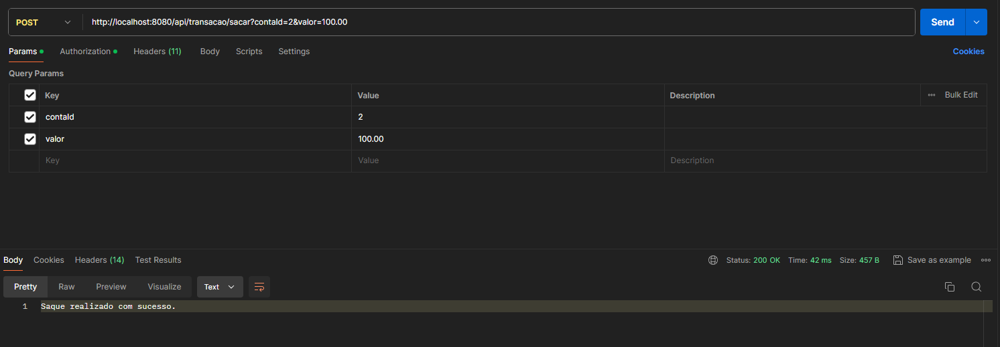 POST http://localhost:8080/api/transacao/sacar?contaId=2&valor=100.00 Send
Params Authorization Headers (11) Body Scripts Settings Cookies
Query Params
Key Value Description Bulk Edit
contaId 2
valor 100.00
Key Value Description
Body Cookies Headers (14) Test Results Status: 200 OK Time: 42 ms Size: 457 B Save as example
Pretty Raw Preview Visualize Text
1 Saque realizado com sucesso.